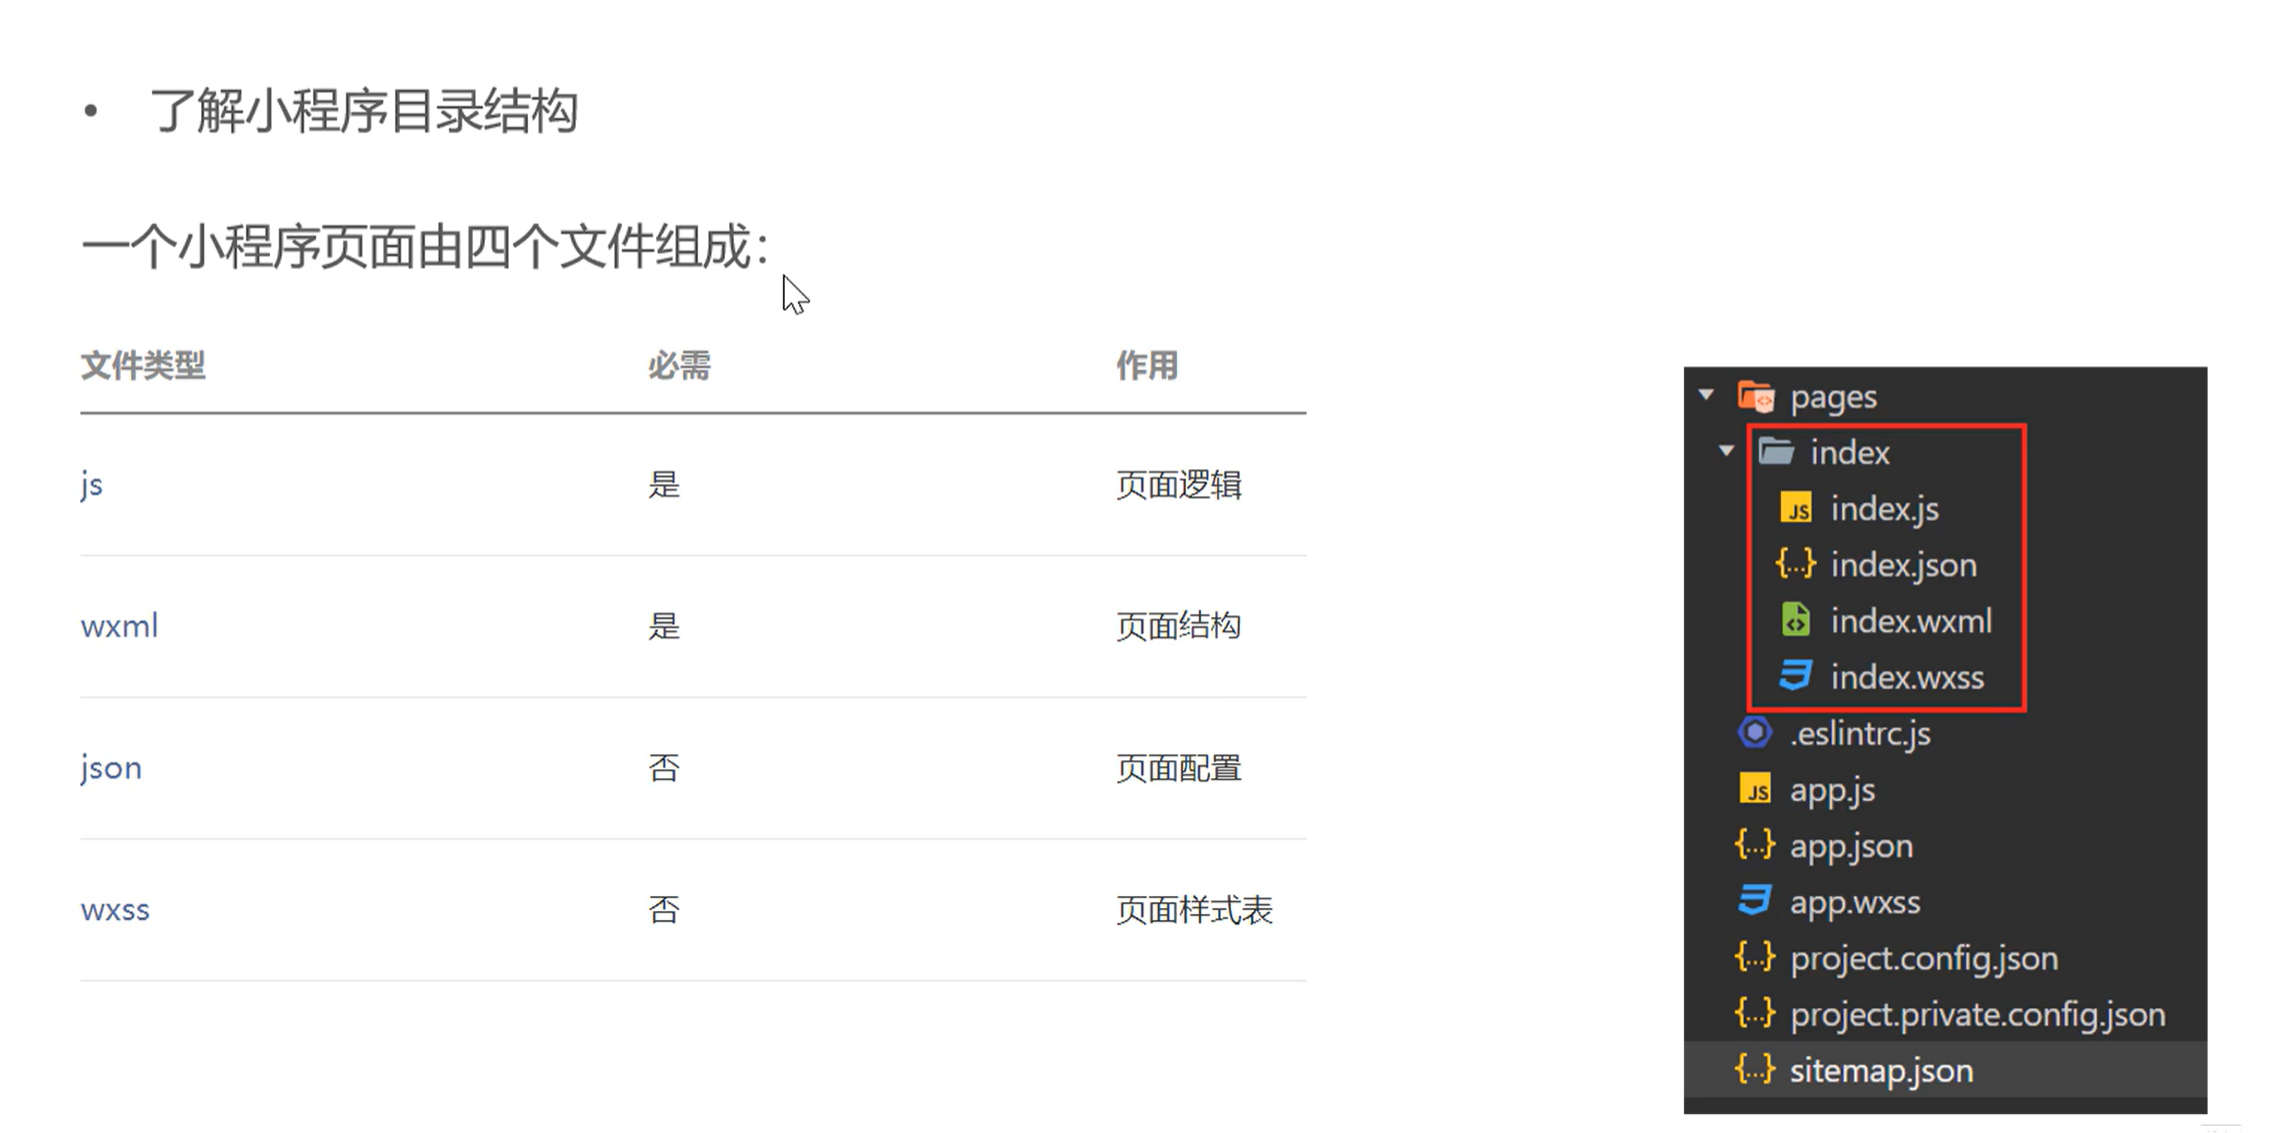 • 了解小程序目录结构
一个小程序页面由四个文件组成：
文件类型 必需 作用
js 是 页面逻辑
wxml 是 页面结构
json 否 页面配置
wxss 否 页面样式表
pages
index
JS index.js
{...} index.json
index.wxml
index.wxss
.eslintrc.js
JS app.js
{...} app.json
app.wxss
{...} project.config.json
{...} project.private.config.json
{...} sitemap.json